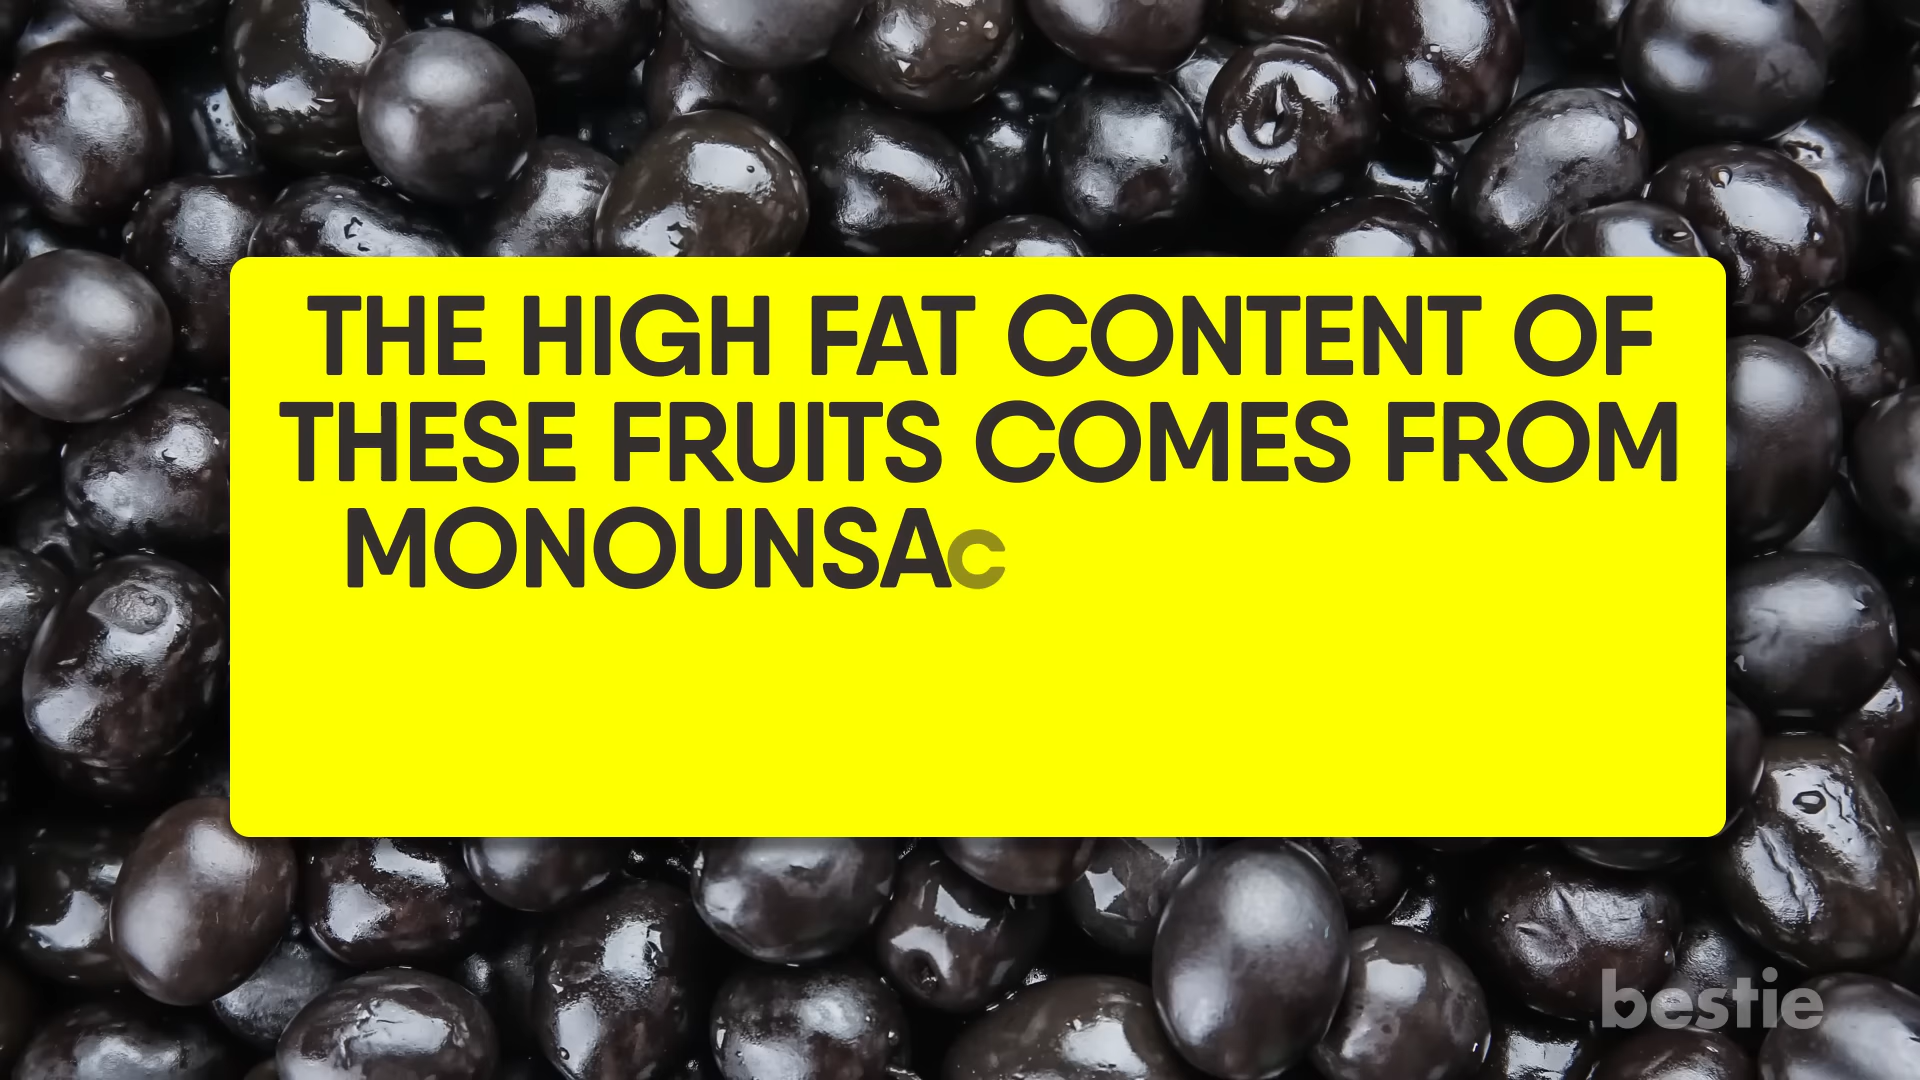 THE HIGH FAT CONTENT OF
THESE FRUITS COMES FROM
MONOUNSAC
bestie